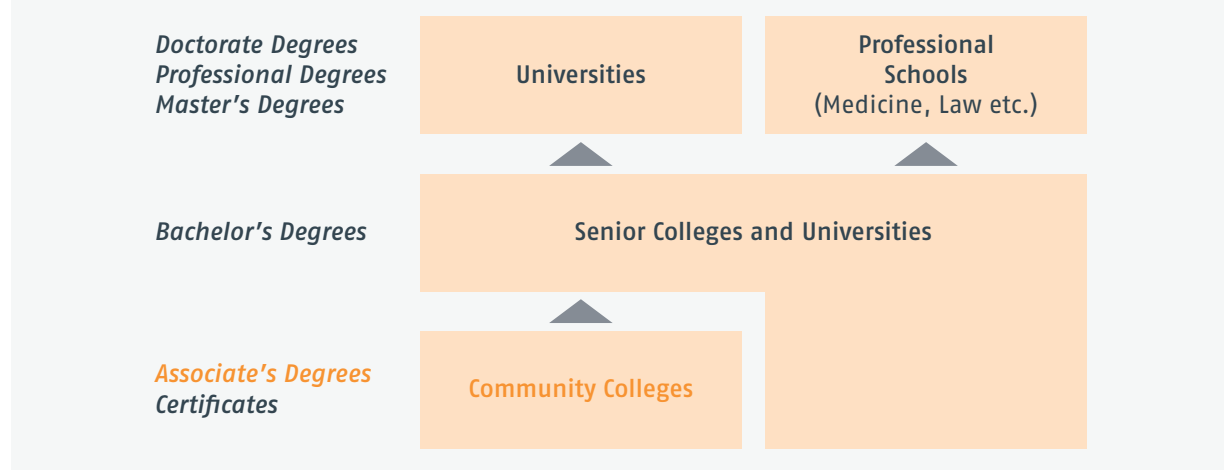 Doctorate Degrees
Professional Degrees
Master's Degrees
Universities
Professional
Schools
(Medicine, Law etc.)
Bachelor's Degrees
Senior Colleges and Universities
Associate's Degrees
Certificates
Community Colleges